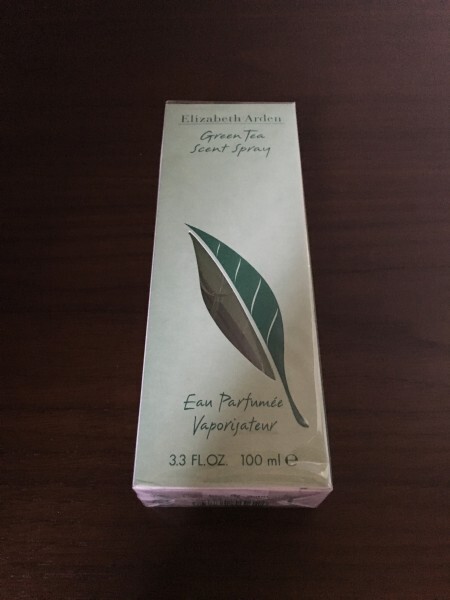 Elizabeth Arden
Green Tea
Scent Spray
Eau Parfumée
Vaporisateur
3.3 FL.OZ. 100 ml e